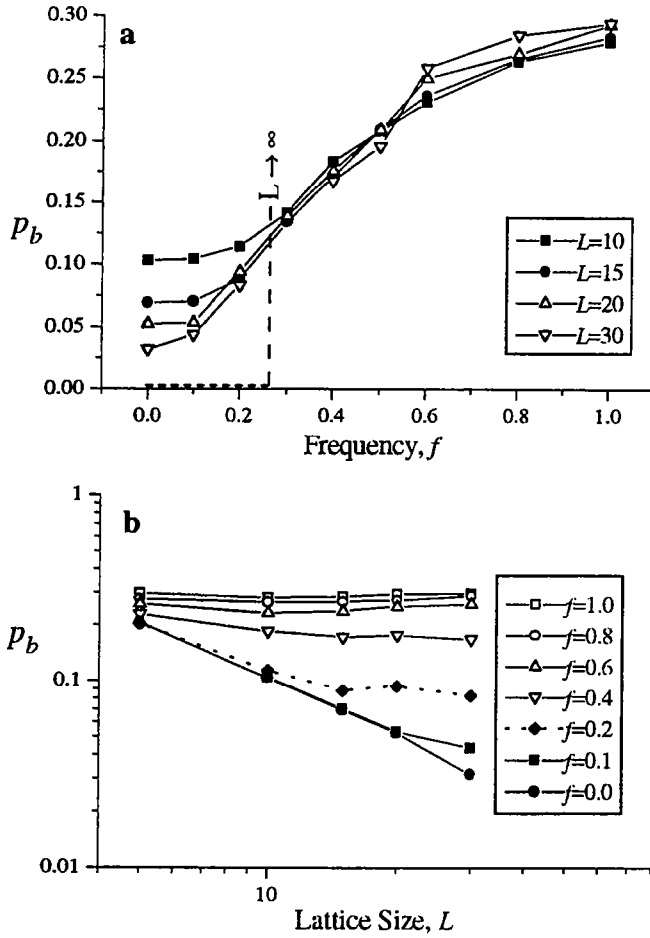 a
0.30
0.25
0.20
0.15
0.10
0.05
0.00
p_b
L → ∞
L=10
L=15
L=20
L=30
0.0 0.2 0.4 0.6 0.8 1.0
Frequency, f
b
1
0.1
0.01
p_b
f=1.0
f=0.8
f=0.6
f=0.4
f=0.2
f=0.1
f=0.0
10
Lattice Size, L